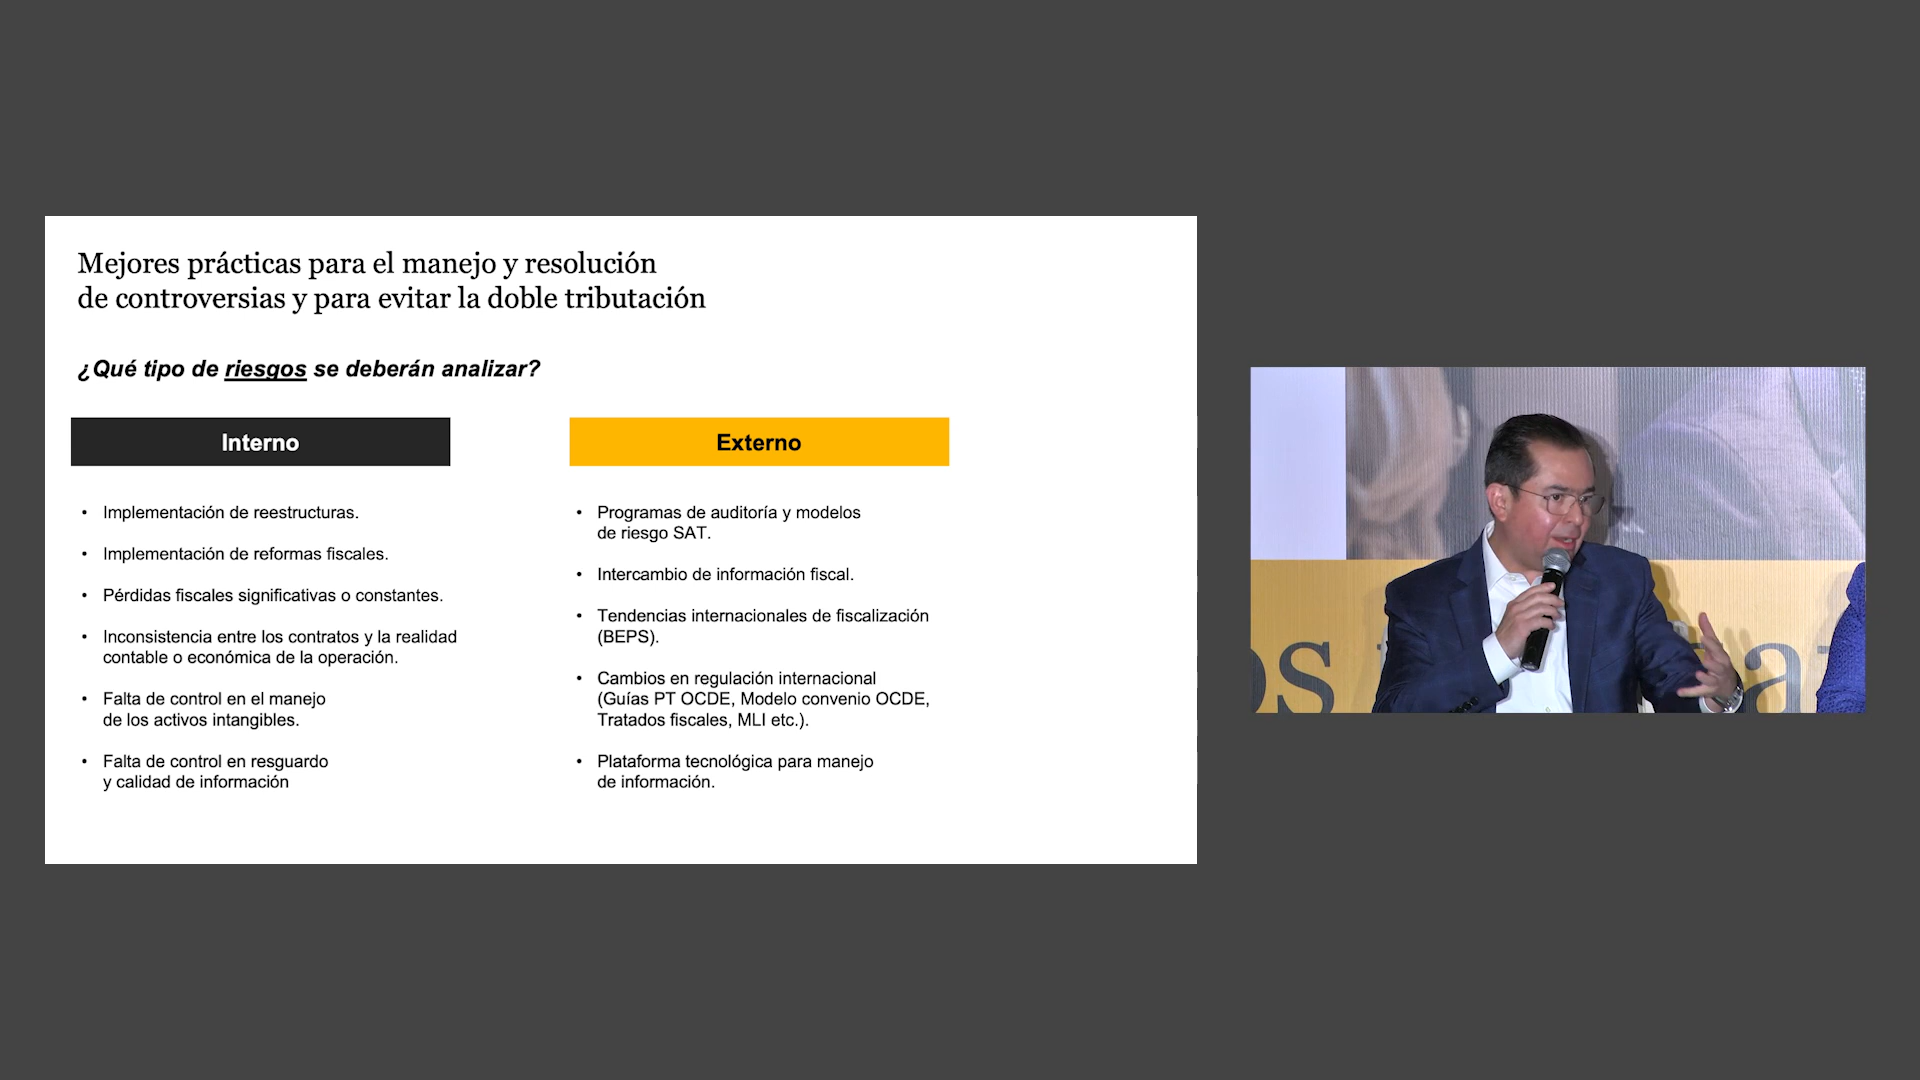 Mejores prácticas para el manejo y resolución
de controversias y para evitar la doble tributación
¿Qué tipo de riesgos se deberán analizar?
Interno
• Implementación de reestructuras.
• Implementación de reformas fiscales.
• Pérdidas fiscales significativas o constantes.
• Inconsistencia entre los contratos y la realidad
contable o económica de la operación.
• Falta de control en el manejo
de los activos intangibles.
• Falta de control en resguardo
y calidad de información
Externo
• Programas de auditoría y modelos
de riesgo SAT.
• Intercambio de información fiscal.
• Tendencias internacionales de fiscalización
(BEPS).
• Cambios en regulación internacional
(Guías PT OCDE, Modelo convenio OCDE,
Tratados fiscales, MLI etc.).
• Plataforma tecnológica para manejo
de información.